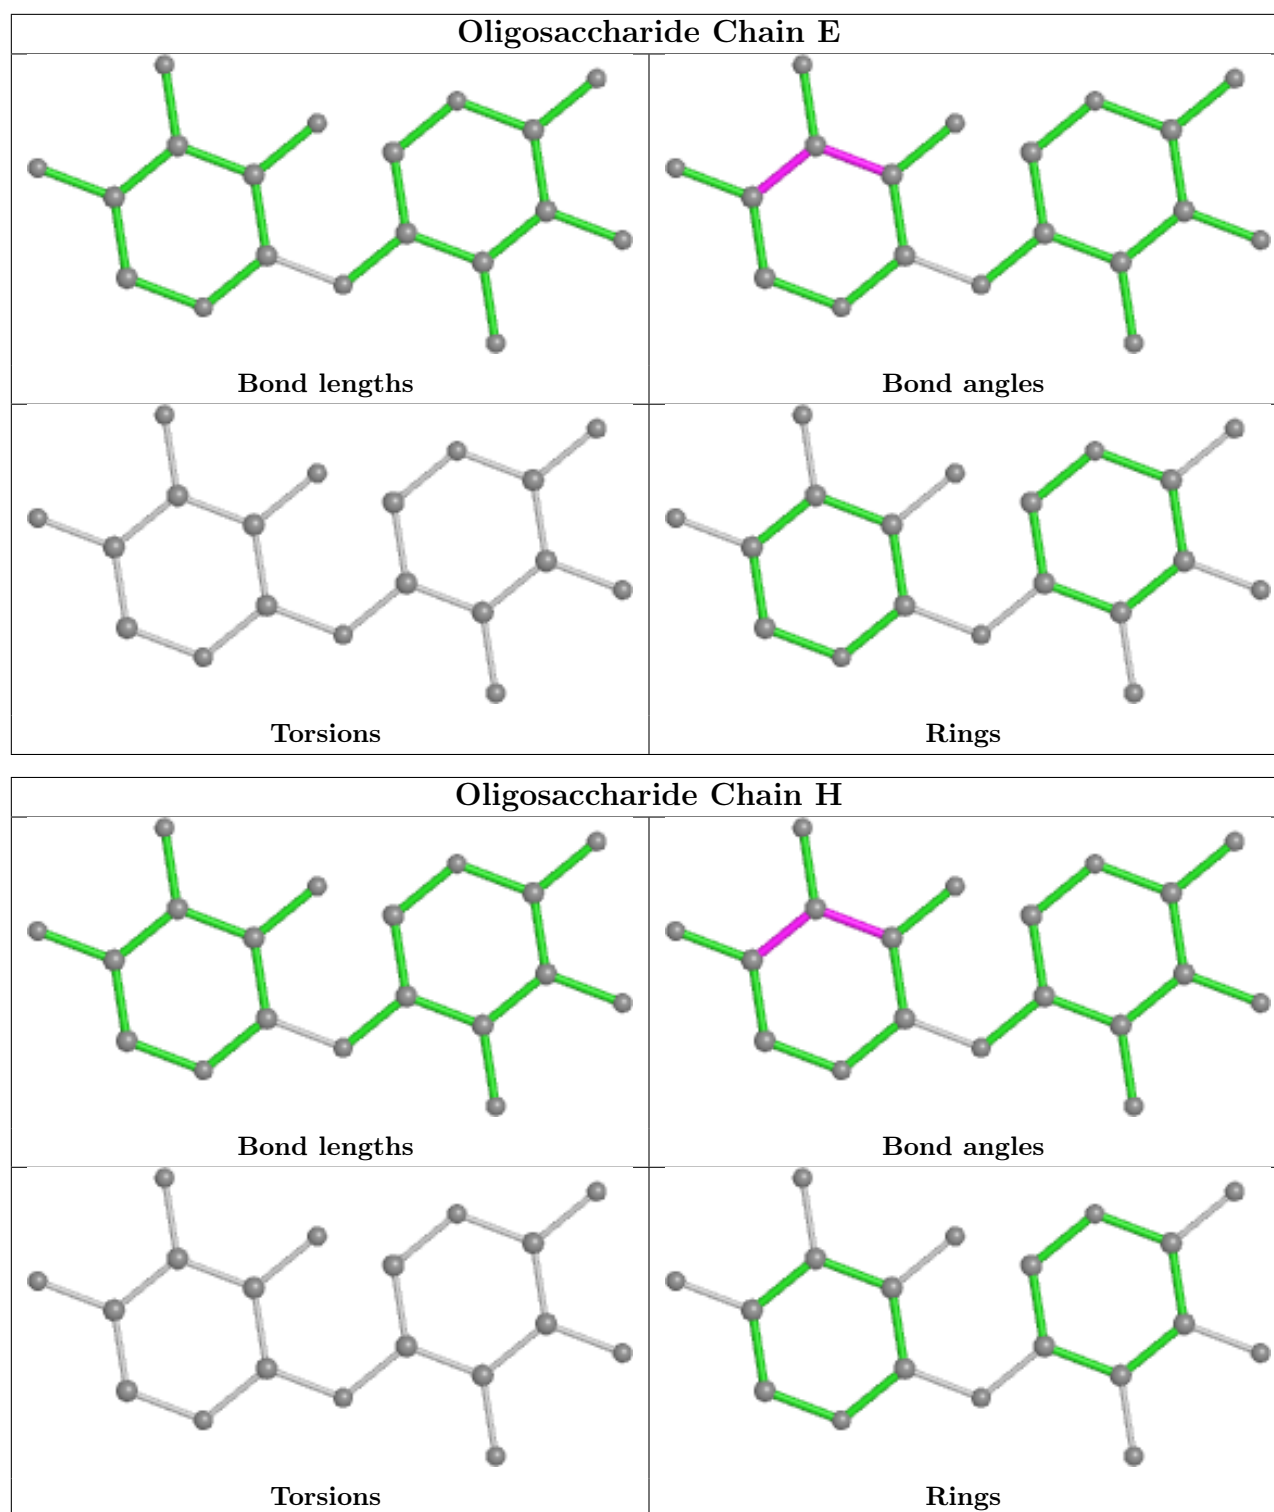 Oligosaccharide Chain E
Bond lengths
Bond angles
Torsions
Rings
Oligosaccharide Chain H
Bond lengths
Bond angles
Torsions
Rings